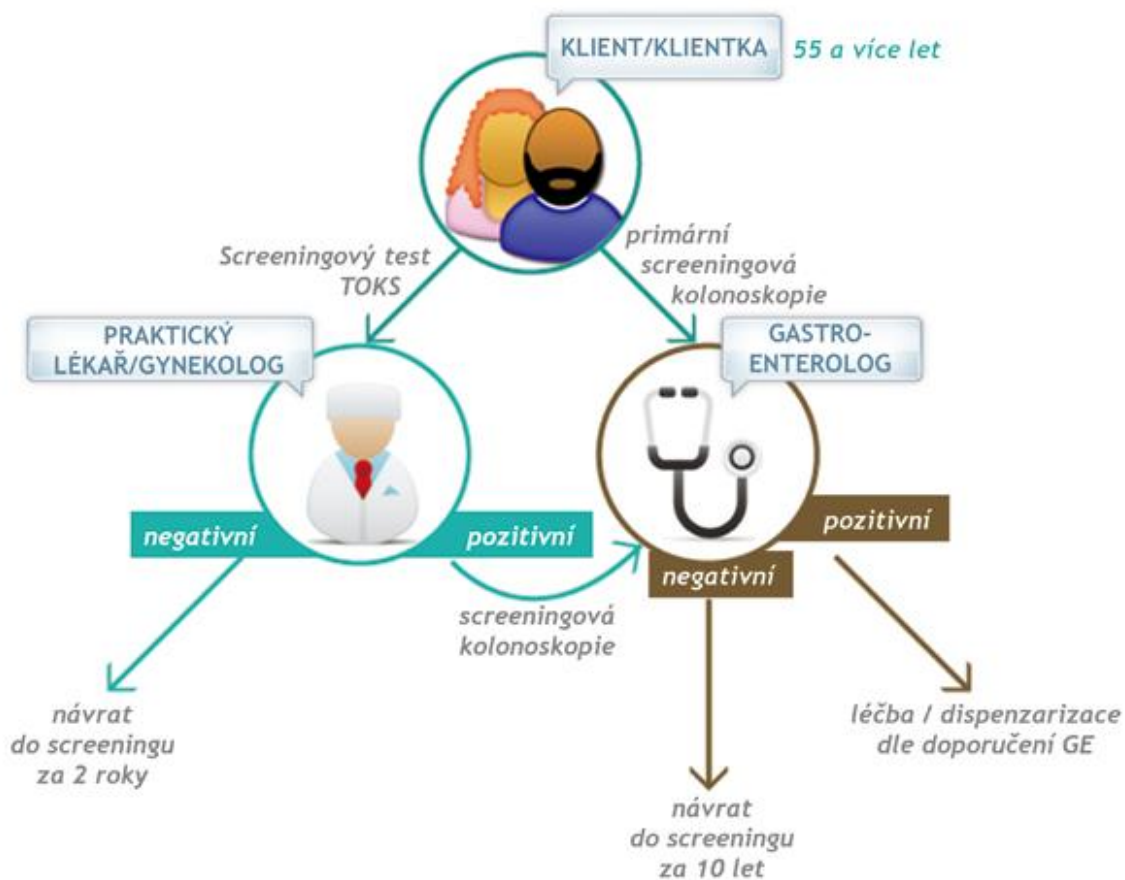 KLIENT/KLIENTKA
55 a více let
Screeningový test
TOKS
primární
screeningová
kolonoskopie
PRAKTICKÝ
LÉKAŘ/GYNEKOLOG
GASTRO-
ENTEROLOG
negativní
pozitivní
pozitivní
negativní
screeningová
kolonoskopie
návrat
do screeningu
za 2 roky
léčba / dispenzarizace
dle doporučení GE
návrat
do screeningu
za 10 let